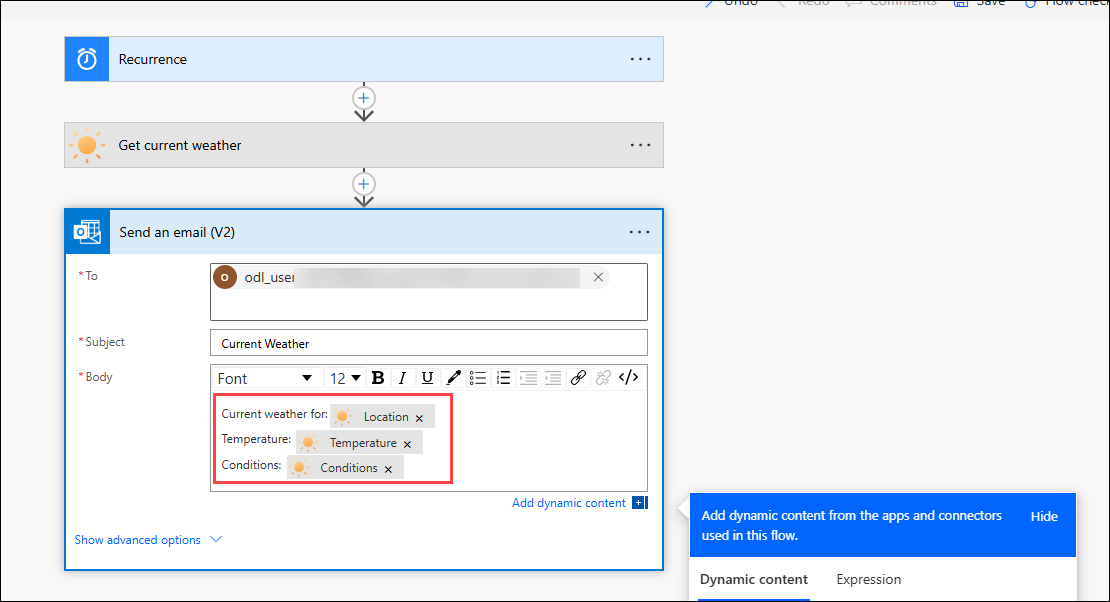 Undo Redo Comments Save Flow check
Recurrence
Get current weather
Send an email (V2)
*To
O odl_user
*Subject
Current Weather
*Body
Font 12 B I U </>
Current weather for: Location ×
Temperature: Temperature ×
Conditions: Conditions ×
Add dynamic content
Show advanced options
Add dynamic content from the apps and connectors
used in this flow.
Hide
Dynamic content Expression